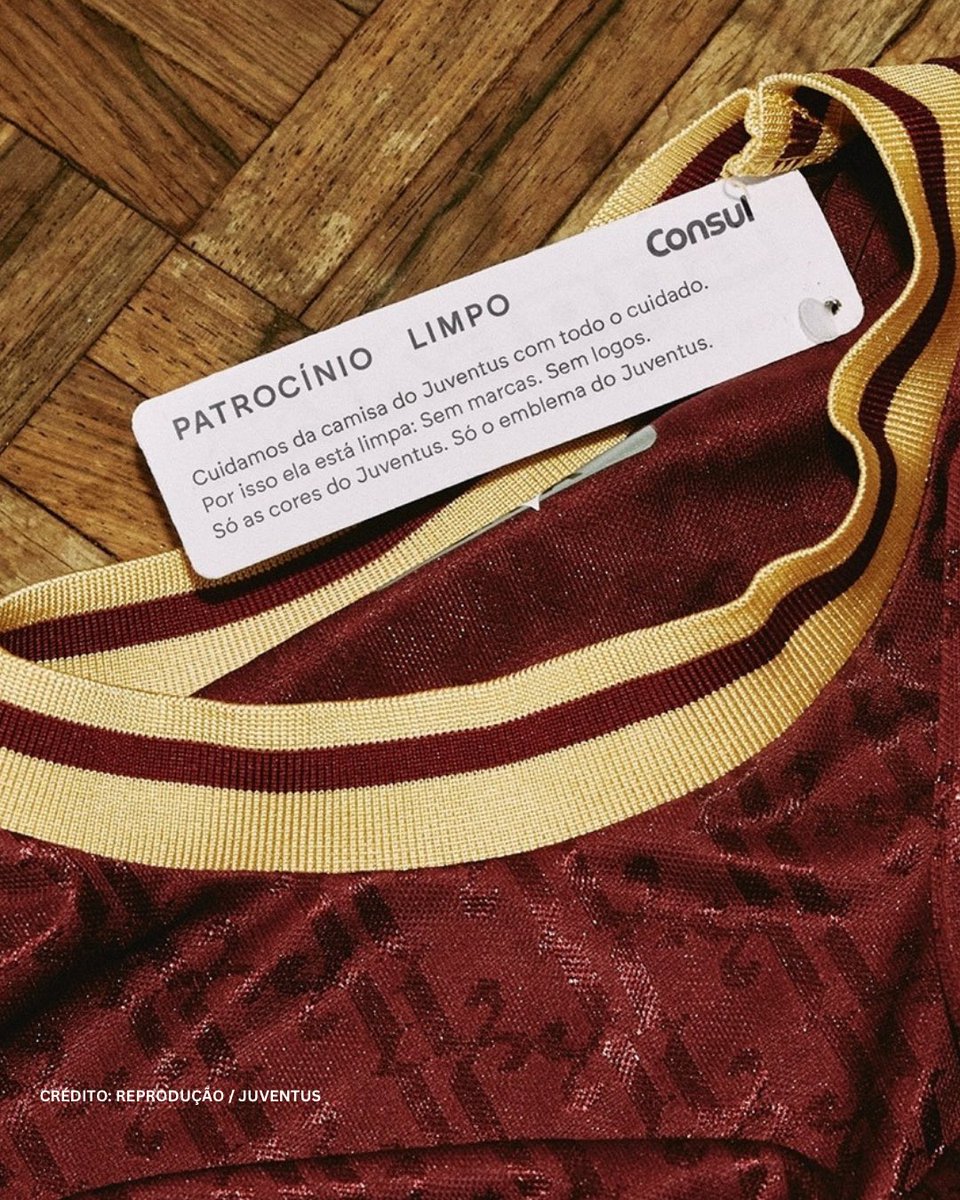 Consul
PATROCÍNIO LIMPO
Cuidamos da camisa do Juventus com todo o cuidado.
Por isso ela está limpa: Sem marcas. Sem logos.
Só as cores do Juventus. Só o emblema do Juventus.
CRÉDITO: REPRODUÇÃO / JUVENTUS